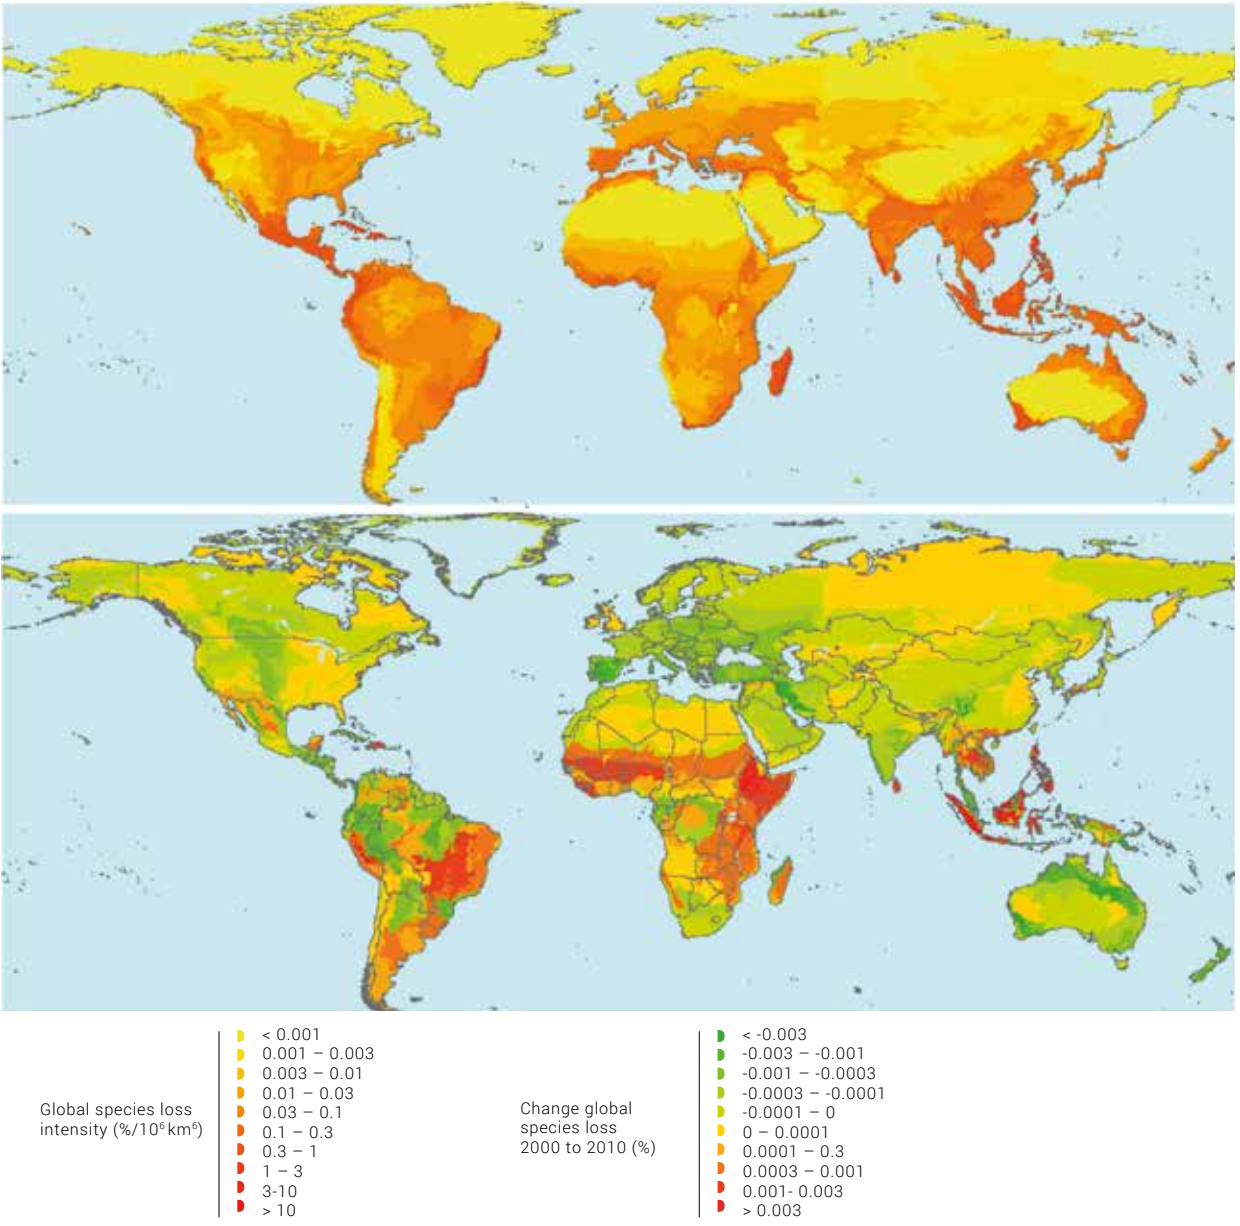 Global species loss
intensity (%/10⁶ km⁶)
< 0.001
0.001 – 0.003
0.003 – 0.01
0.01 – 0.03
0.03 – 0.1
0.1 – 0.3
0.3 – 1
1 – 3
3-10
> 10
Change global
species loss
2000 to 2010 (%)
< -0.003
-0.003 – -0.001
-0.001 – -0.0003
-0.0003 – -0.0001
-0.0001 – 0
0 – 0.0001
0.0001 – 0.3
0.0003 – 0.001
0.001- 0.003
> 0.003